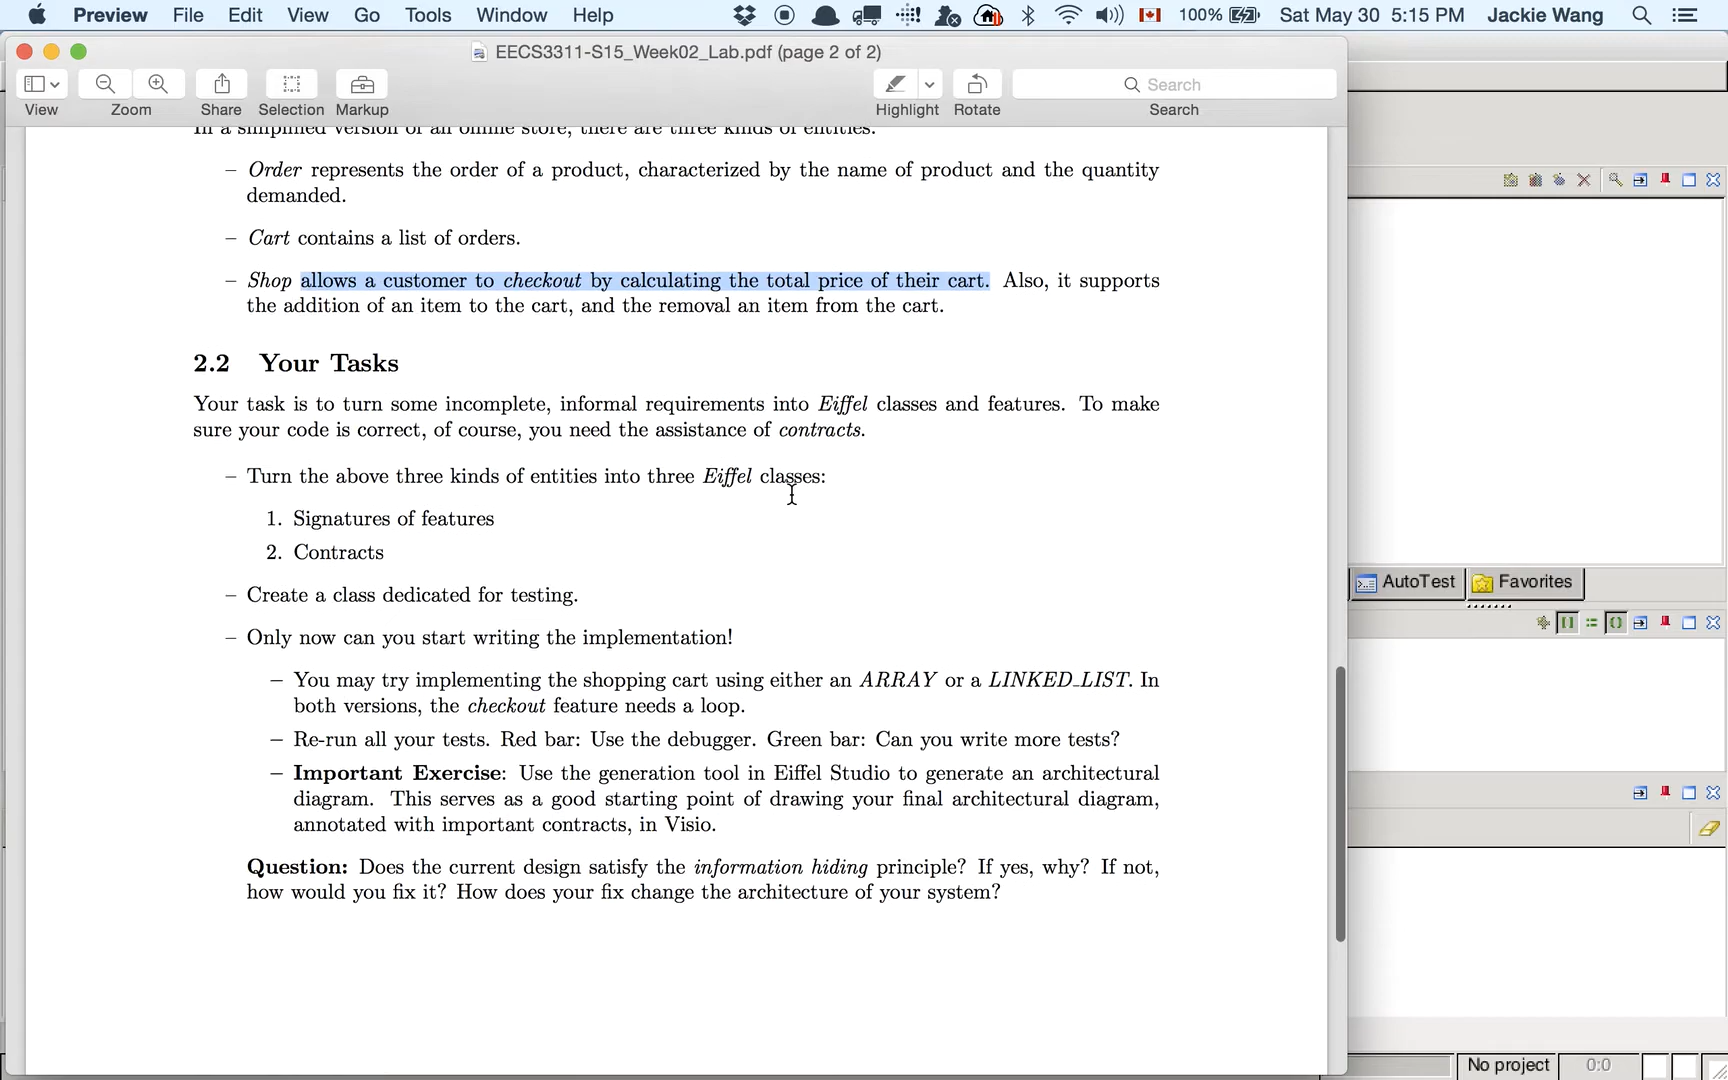 Preview File Edit View Go Tools Window Help 100% Sat May 30 5:15 PM Jackie Wang
EECS3311-S15_Week02_Lab.pdf (page 2 of 2)
Search
View Zoom Share Selection Markup Highlight Rotate Search
In a simplified version of an online store, there are three kinds of entities.
– Order represents the order of a product, characterized by the name of product and the quantity
demanded.
– Cart contains a list of orders.
– Shop allows a customer to checkout by calculating the total price of their cart. Also, it supports
the addition of an item to the cart, and the removal an item from the cart.
2.2 Your Tasks
Your task is to turn some incomplete, informal requirements into Eiffel classes and features. To make
sure your code is correct, of course, you need the assistance of contracts.
– Turn the above three kinds of entities into three Eiffel classes:
1. Signatures of features
2. Contracts
– Create a class dedicated for testing.
– Only now can you start writing the implementation!
– You may try implementing the shopping cart using either an ARRAY or a LINKED_LIST. In
both versions, the checkout feature needs a loop.
– Re-run all your tests. Red bar: Use the debugger. Green bar: Can you write more tests?
– Important Exercise: Use the generation tool in Eiffel Studio to generate an architectural
diagram. This serves as a good starting point of drawing your final architectural diagram,
annotated with important contracts, in Visio.
Question: Does the current design satisfy the information hiding principle? If yes, why? If not,
how would you fix it? How does your fix change the architecture of your system?
AutoTest Favorites
No project 0:0